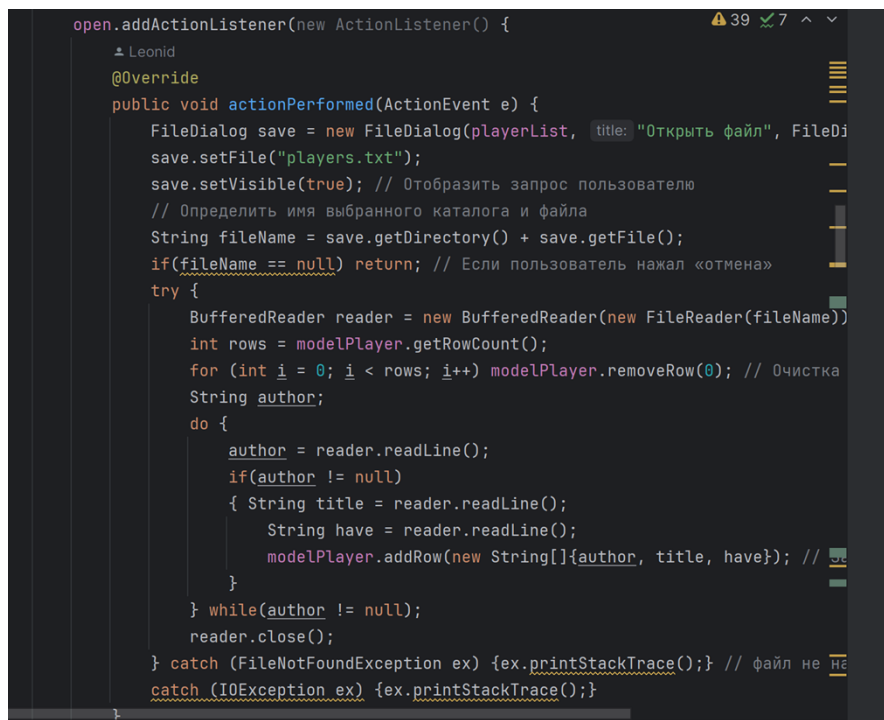 open.addActionListener(new ActionListener() { 39 7
Leonid
@Override
public void actionPerformed(ActionEvent e) {
FileDialog save = new FileDialog(playerList, title: "Открыть файл", FileDi
save.setFile("players.txt");
save.setVisible(true); // Отобразить запрос пользователю
// Определить имя выбранного каталога и файла
String fileName = save.getDirectory() + save.getFile();
if(fileName == null) return; // Если пользователь нажал «отмена»
try {
BufferedReader reader = new BufferedReader(new FileReader(fileName))
int rows = modelPlayer.getRowCount();
for (int i = 0; i < rows; i++) modelPlayer.removeRow(0); // Очистка
String author;
do {
author = reader.readLine();
if(author != null)
{ String title = reader.readLine();
String have = reader.readLine();
modelPlayer.addRow(new String[]{author, title, have}); //
}
} while(author != null);
reader.close();
} catch (FileNotFoundException ex) {ex.printStackTrace();} // файл не на
catch (IOException ex) {ex.printStackTrace();}
}